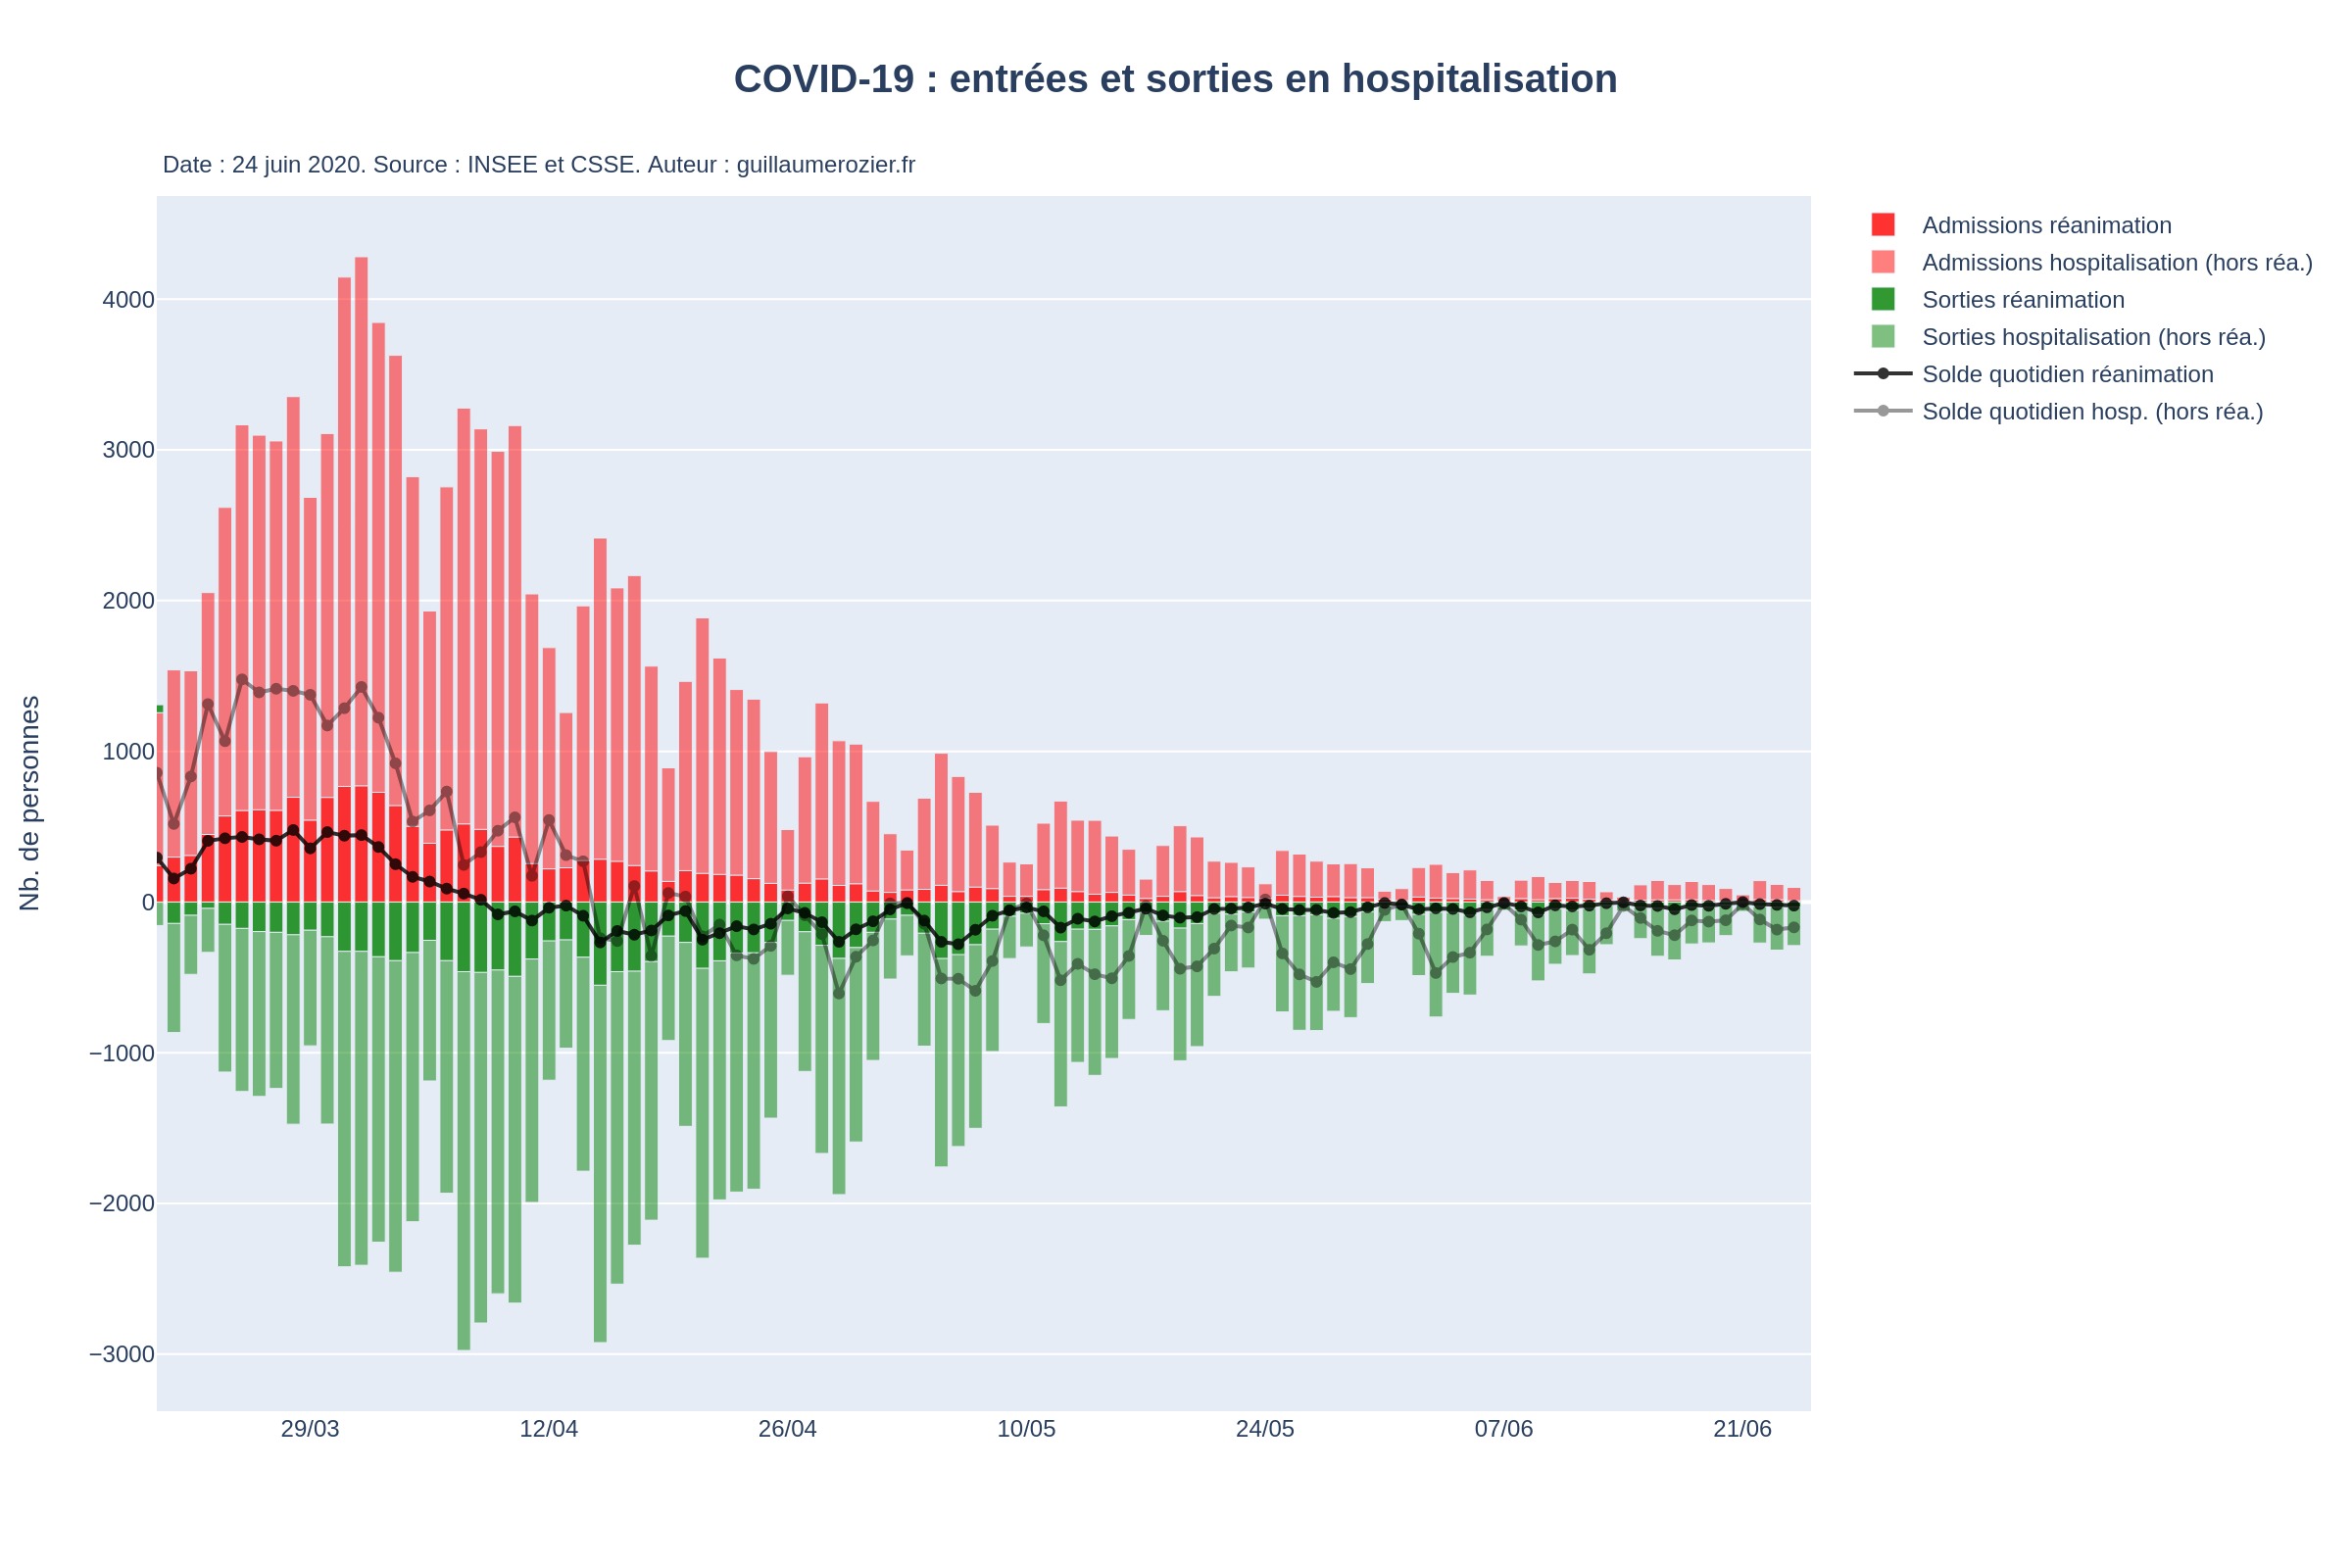 COVID-19 : entrées et sorties en hospitalisation
Date : 24 juin 2020. Source : INSEE et CSSE. Auteur : guillaumerozier.fr
Admissions réanimation
Admissions hospitalisation (hors réa.)
Sorties réanimation
Sorties hospitalisation (hors réa.)
Solde quotidien réanimation
Solde quotidien hosp. (hors réa.)
Nb. de personnes
4000
3000
2000
1000
0
−1000
−2000
−3000
29/03 12/04 26/04 10/05 24/05 07/06 21/06